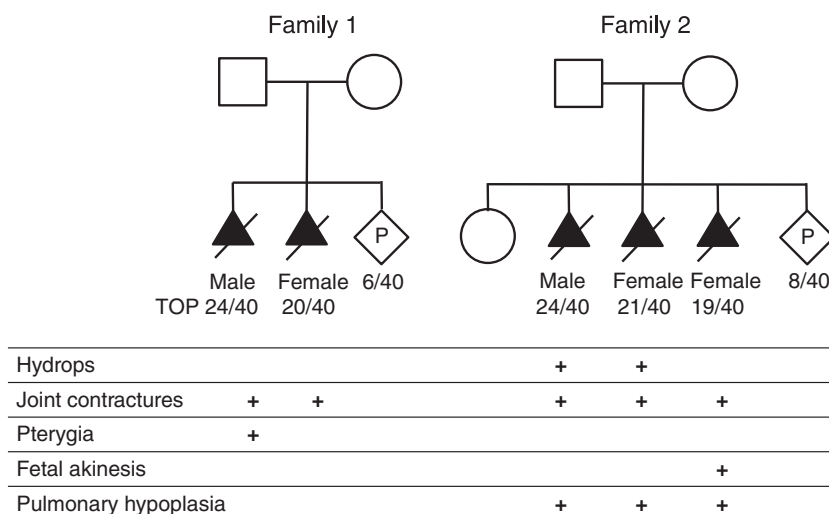 Family 1 Family 2
P P
Male Female 6/40 Male Female Female 8/40
TOP 24/40 20/40 24/40 21/40 19/40
Hydrops + +
Joint contractures + + + + +
Pterygia +
Fetal akinesis +
Pulmonary hypoplasia + + +